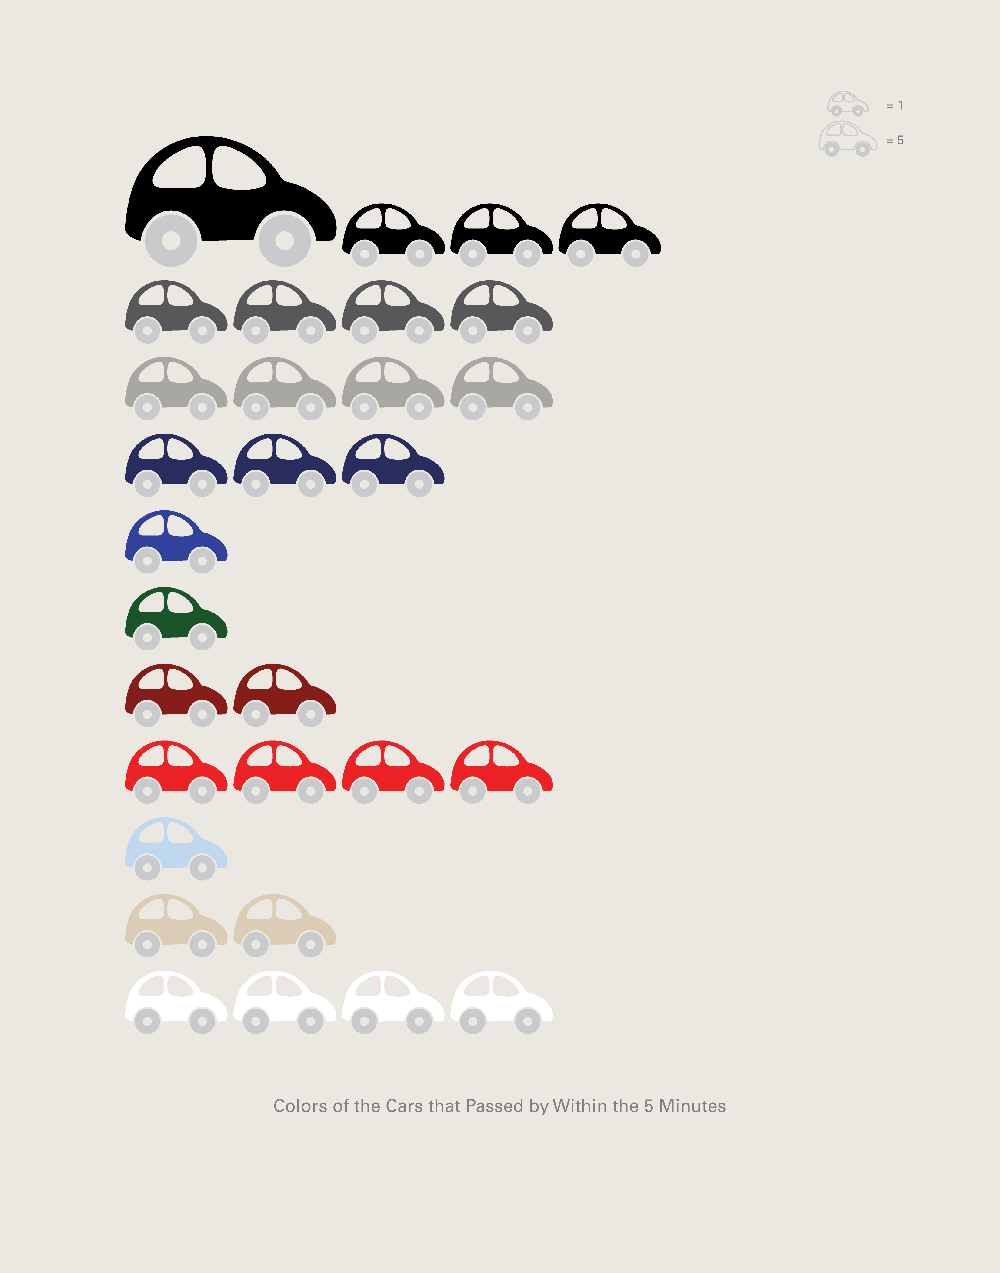 = 1
= 5
Colors of the Cars that Passed by Within the 5 Minutes